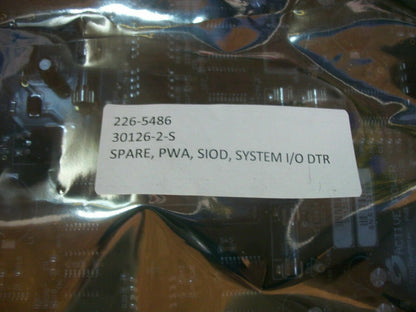 226-5486
30126-2-S
SPARE, PWA, SIOD, SYSTEM I/O DTR